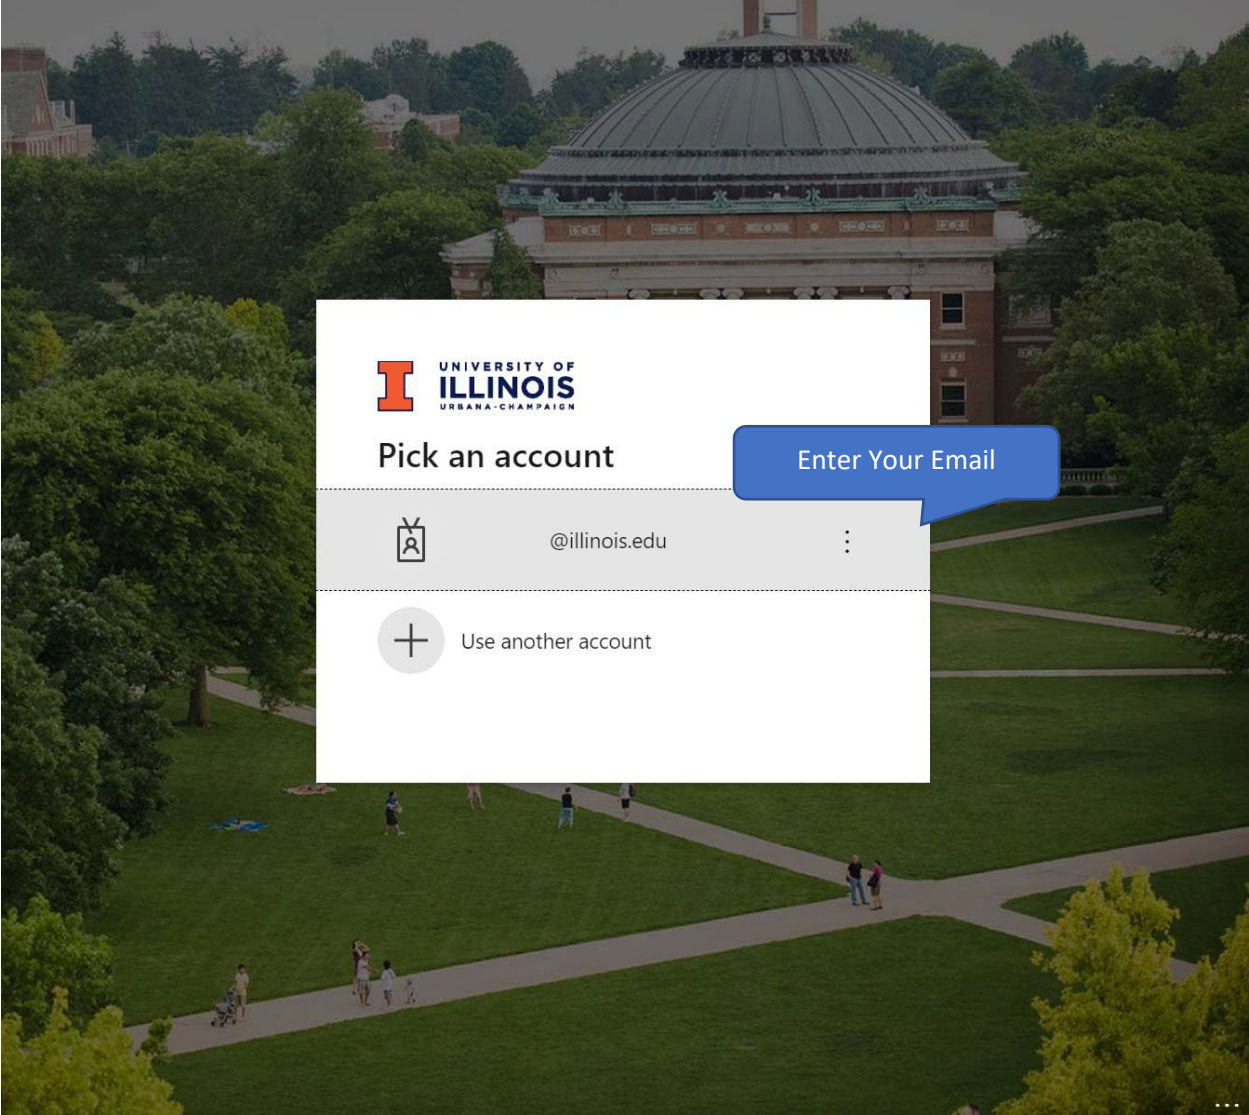 UNIVERSITY OF
ILLINOIS
URBANA-CHAMPAIGN
Pick an account
Enter Your Email
@illinois.edu
Use another account